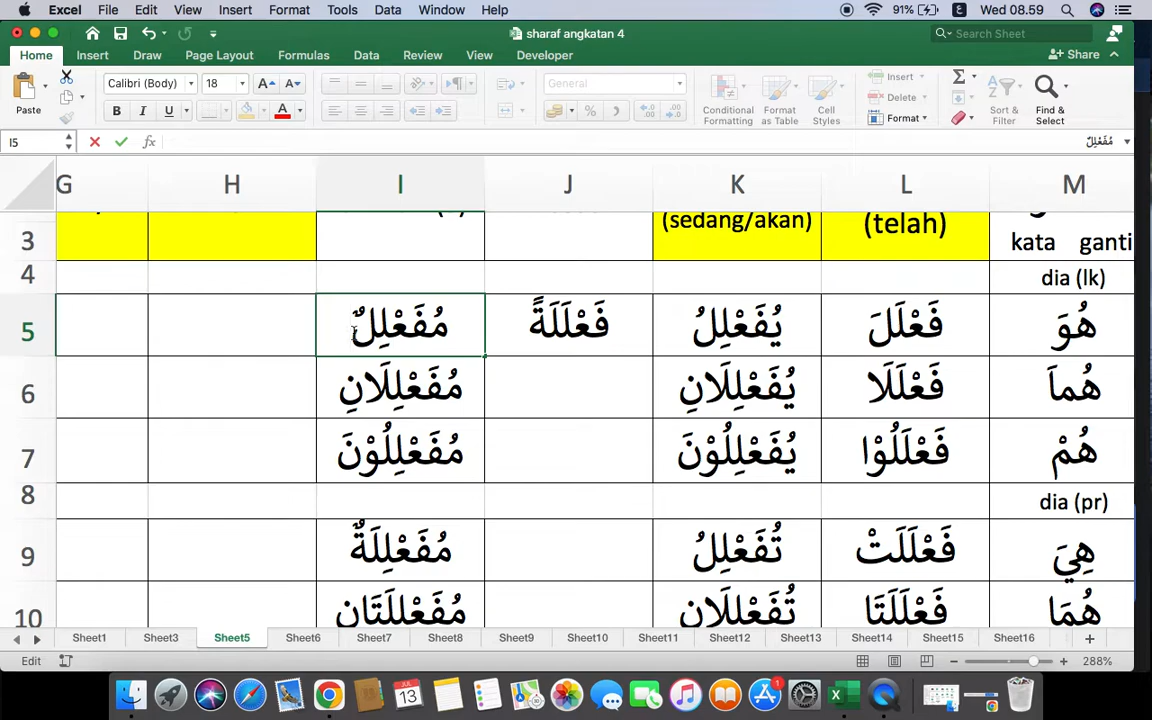 Excel File Edit View Insert Format Tools Data Window Help 91% ع Wed 08.59
sharaf angkatan 4 Search Sheet
Home Insert Draw Page Layout Formulas Data Review View Developer Share
Paste Calibri (Body) 18 General Conditional Formatting Format as Table Cell Styles Insert Delete Format Sort & Filter Find & Select
I5 fx مُفَعْلِلٌ
G H I J K L M
3 (sedang/akan) (telah) kata ganti
4 dia (lk)
5 مُفَعْلِلٌ فَعْلَلَةً يُفَعْلِلُ فَعْلَلَ هُوَ
6 مُفَعْلِلَانِ يُفَعْلِلَانِ فَعْلَلَا هُمَا
7 مُفَعْلِلُوْنَ يُفَعْلِلُوْنَ فَعْلَلُوْا هُمْ
8 dia (pr)
9 مُفَعْلِلَةٌ تُفَعْلِلُ فَعْلَلَتْ هِيَ
10 مُفَعْلِلَتَانِ تُفَعْلِلَانِ فَعْلَلَتَا هُمَا
Sheet1 Sheet3 Sheet5 Sheet6 Sheet7 Sheet8 Sheet9 Sheet10 Sheet11 Sheet12 Sheet13 Sheet14 Sheet15 Sheet16
Edit 288%
13
1